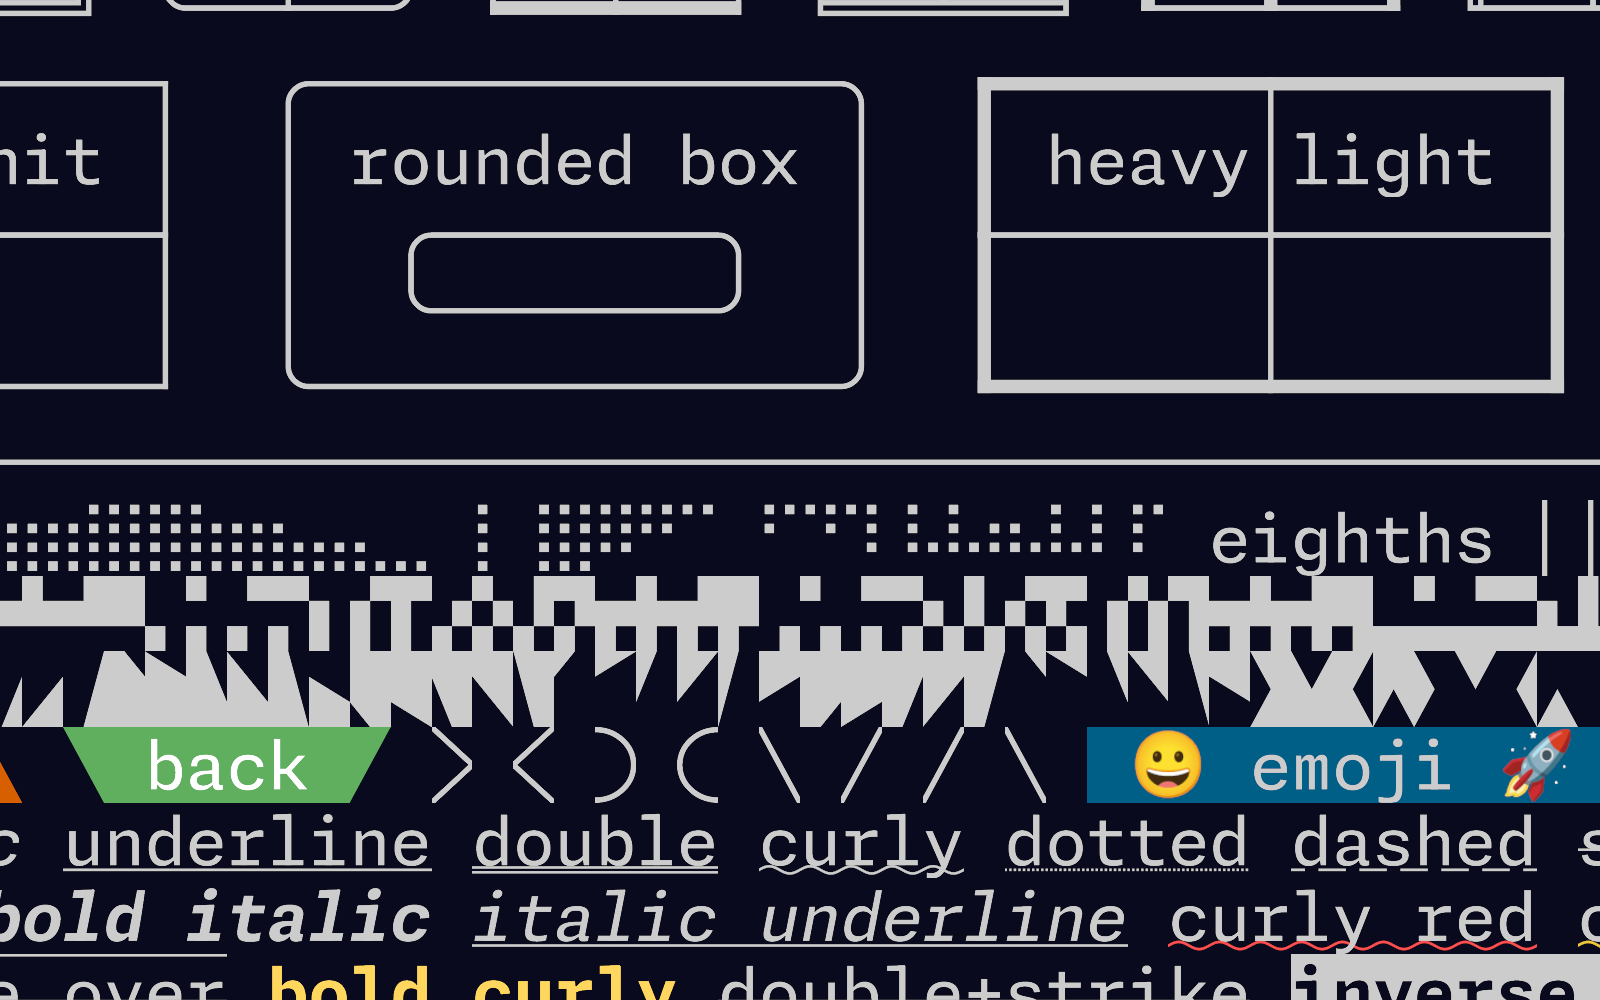 rounded box heavy light
eighths
back 😀 emoji 🚀
underline double curly dotted dashed
bold italic italic underline curly red
over bold curly double+strike inverse